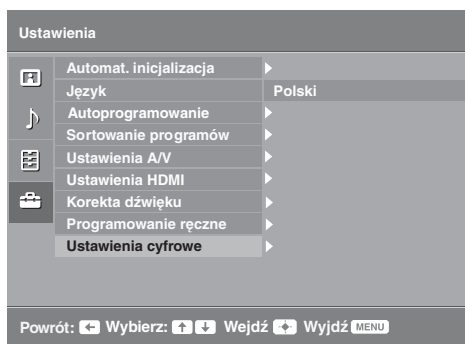 Ustawienia
Automat. inicjalizacja
Język Polski
Autoprogramowanie
Sortowanie programów
Ustawienia A/V
Ustawienia HDMI
Korekta dźwięku
Programowanie ręczne
Ustawienia cyfrowe
Powrót: Wybierz: Wejdź Wyjdź MENU